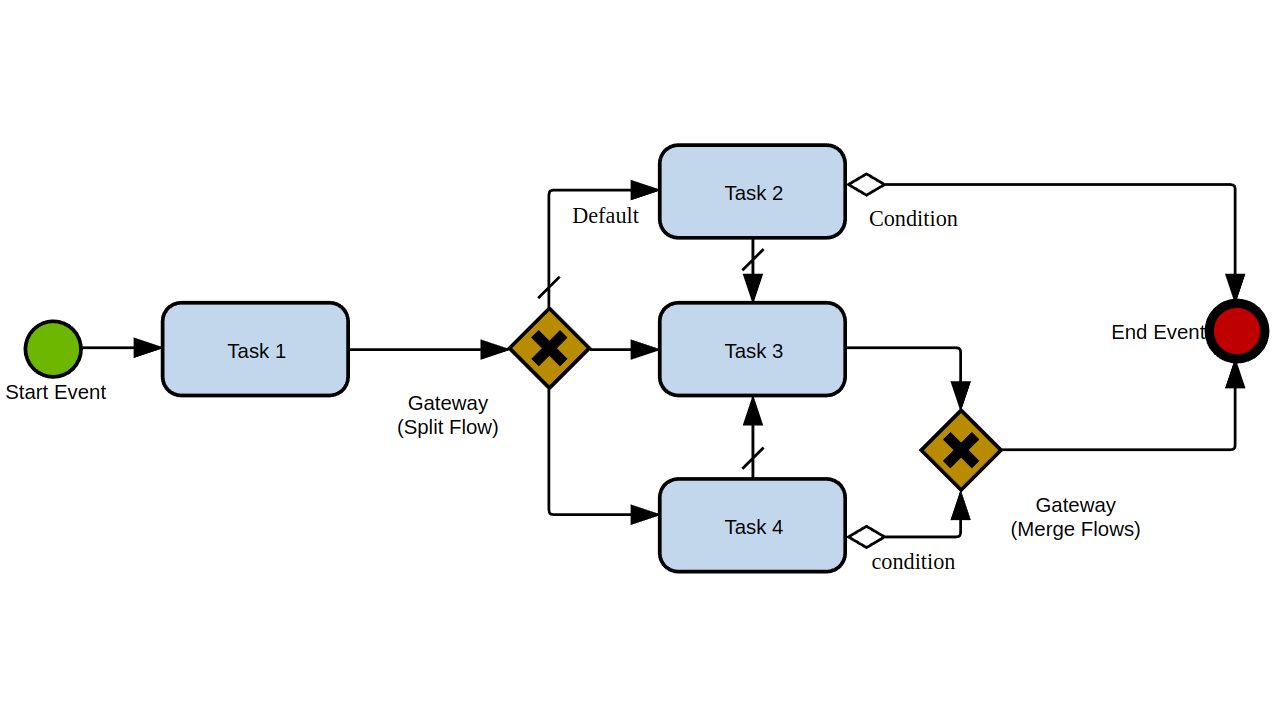 Task 2
Default
Condition
Task 1
Task 3
End Event
Start Event
Gateway
(Split Flow)
Task 4
Gateway
(Merge Flows)
condition